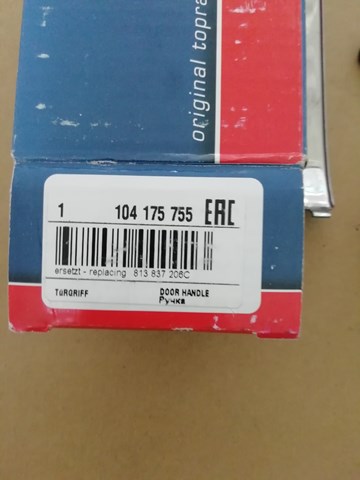 original topra
1 104 175 755 EAC
ersetzt - replacing 813 837 206C
TÜRGRIFF DOOR HANDLE
Ручка